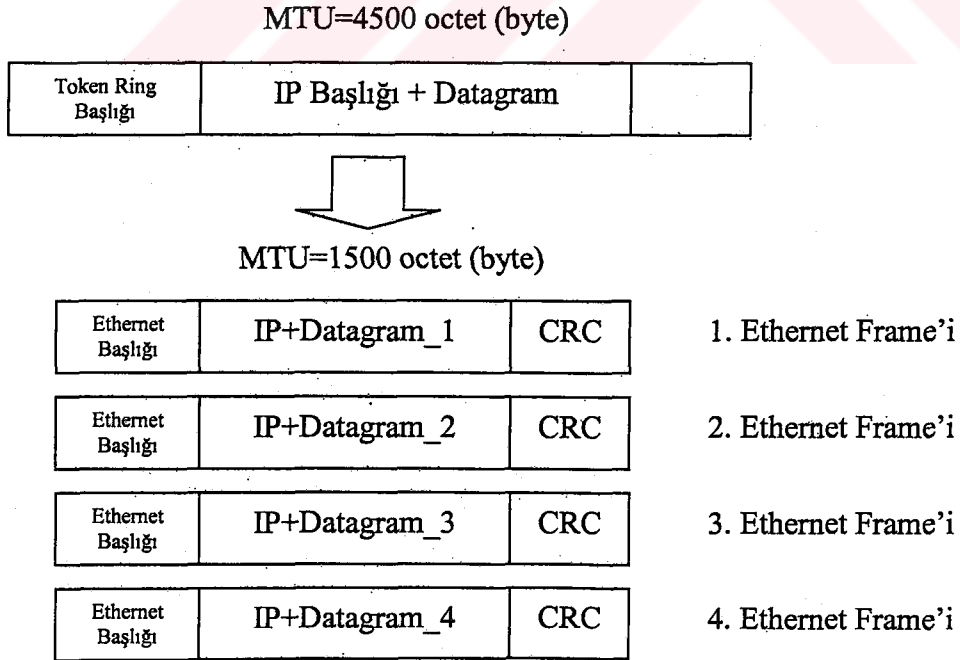 MTU=4500 octet (byte)
Token Ring
Başlığı
IP Başlığı + Datagram
MTU=1500 octet (byte)
Ethernet
Başlığı
IP+Datagram_1
CRC
1. Ethernet Frame'i
Ethernet
Başlığı
IP+Datagram_2
CRC
2. Ethernet Frame'i
Ethernet
Başlığı
IP+Datagram_3
CRC
3. Ethernet Frame'i
Ethernet
Başlığı
IP+Datagram_4
CRC
4. Ethernet Frame'i